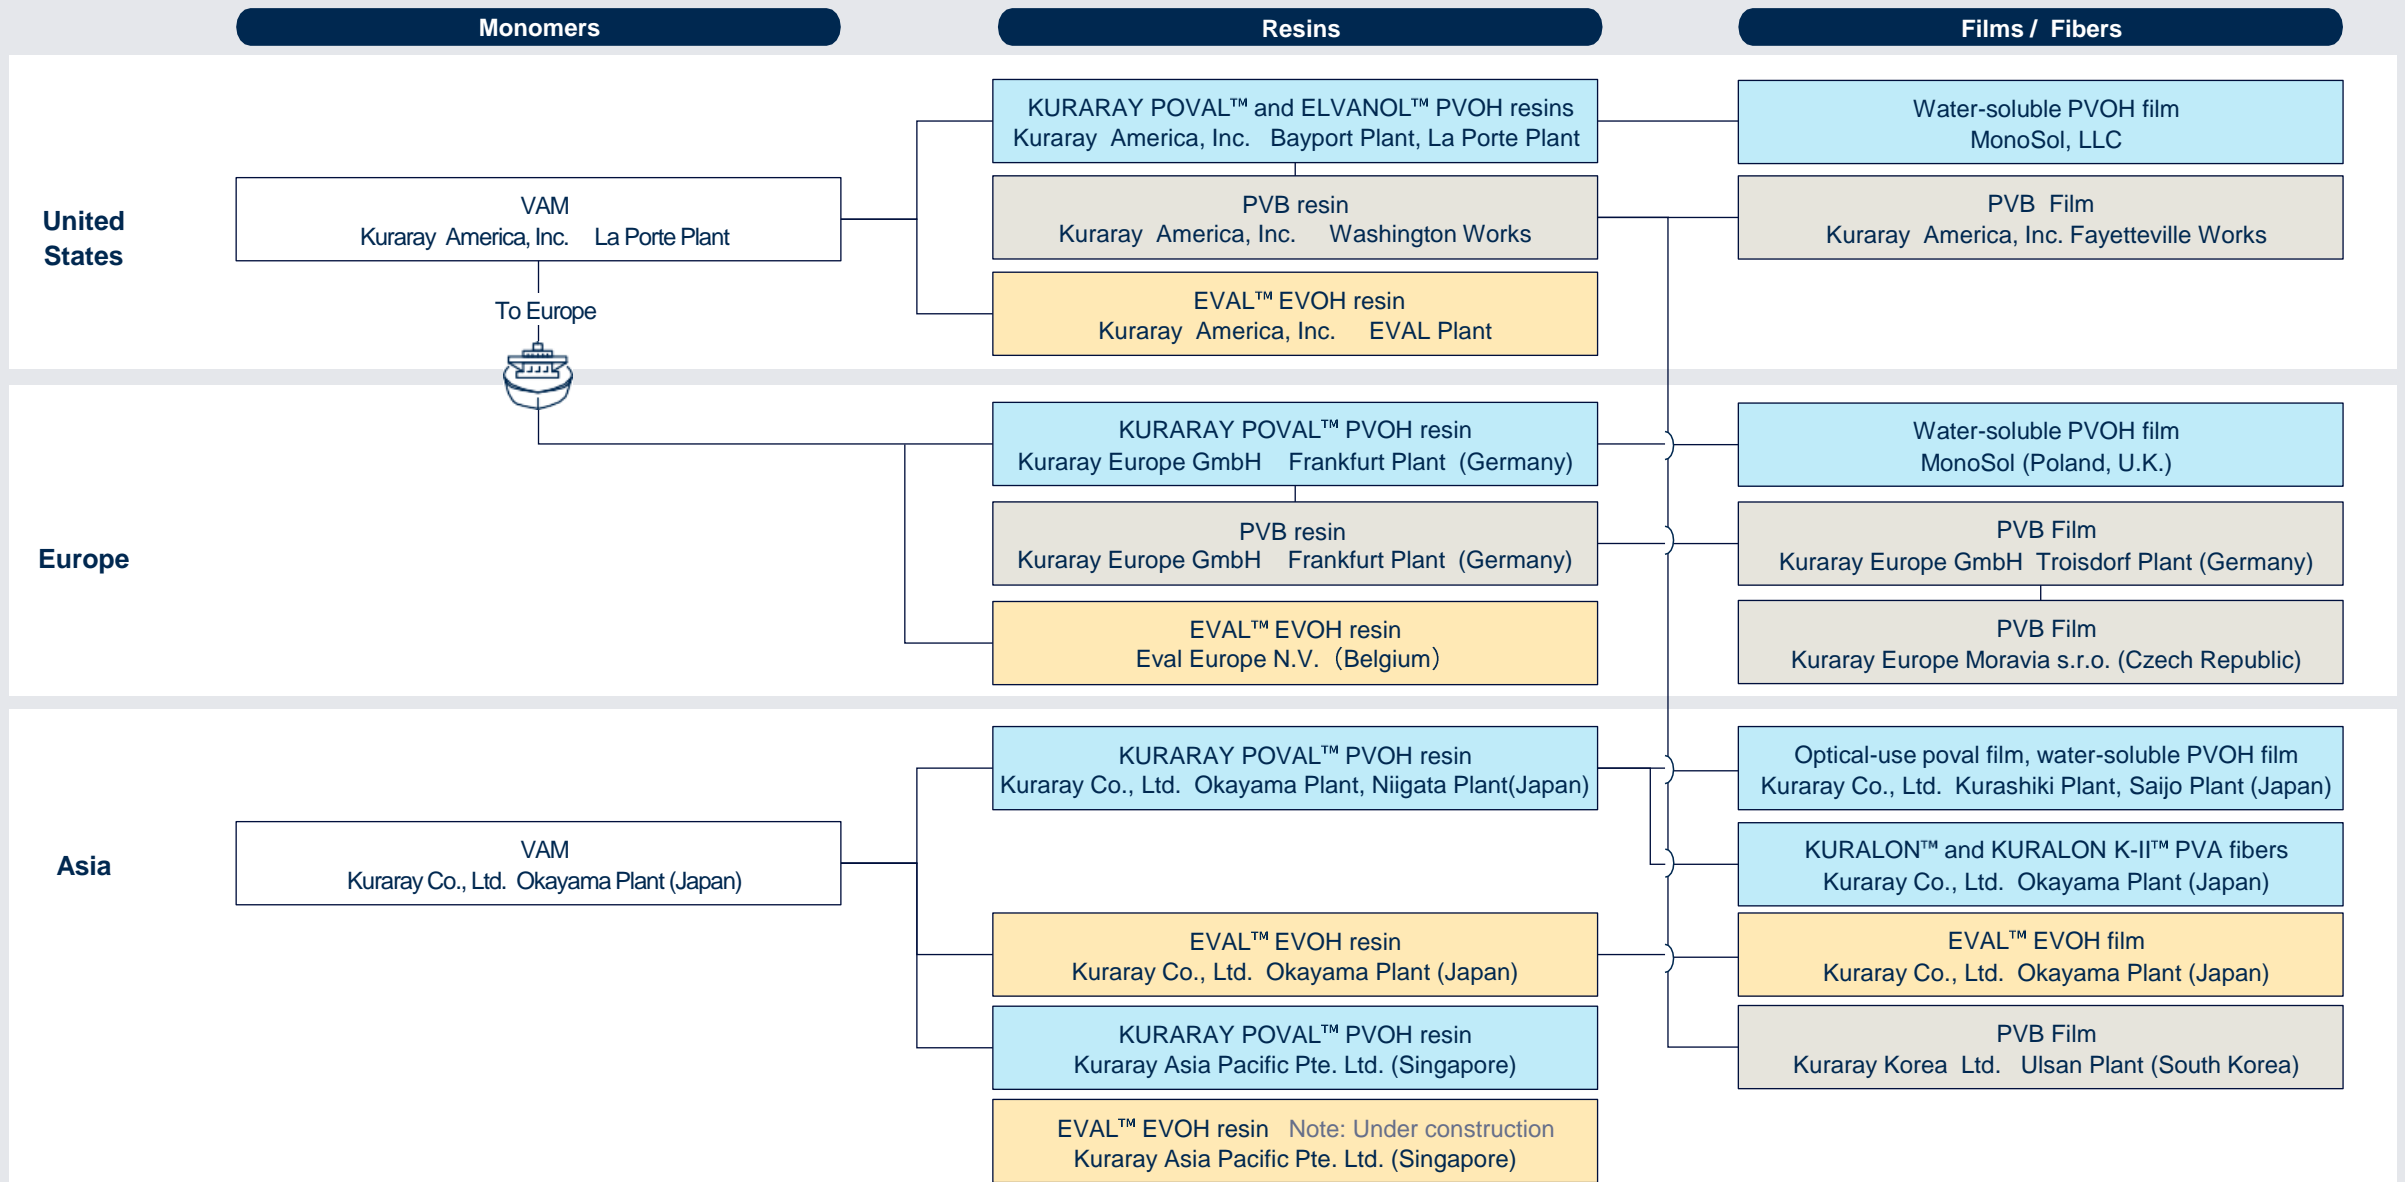 Monomers
Resins
Films / Fibers
United
States
VAM
Kuraray America, Inc. La Porte Plant
To Europe
KURARAY POVAL™ and ELVANOL™ PVOH resins
Kuraray America, Inc. Bayport Plant, La Porte Plant
PVB resin
Kuraray America, Inc. Washington Works
EVAL™ EVOH resin
Kuraray America, Inc. EVAL Plant
Water-soluble PVOH film
MonoSol, LLC
PVB Film
Kuraray America, Inc. Fayetteville Works
Europe
KURARAY POVAL™ PVOH resin
Kuraray Europe GmbH Frankfurt Plant (Germany)
PVB resin
Kuraray Europe GmbH Frankfurt Plant (Germany)
EVAL™ EVOH resin
Eval Europe N.V.（Belgium）
Water-soluble PVOH film
MonoSol (Poland, U.K.)
PVB Film
Kuraray Europe GmbH Troisdorf Plant (Germany)
PVB Film
Kuraray Europe Moravia s.r.o. (Czech Republic)
Asia
VAM
Kuraray Co., Ltd. Okayama Plant (Japan)
KURARAY POVAL™ PVOH resin
Kuraray Co., Ltd. Okayama Plant, Niigata Plant(Japan)
EVAL™ EVOH resin
Kuraray Co., Ltd. Okayama Plant (Japan)
KURARAY POVAL™ PVOH resin
Kuraray Asia Pacific Pte. Ltd. (Singapore)
EVAL™ EVOH resin Note: Under construction
Kuraray Asia Pacific Pte. Ltd. (Singapore)
Optical-use poval film, water-soluble PVOH film
Kuraray Co., Ltd. Kurashiki Plant, Saijo Plant (Japan)
KURALON™ and KURALON K-II™ PVA fibers
Kuraray Co., Ltd. Okayama Plant (Japan)
EVAL™ EVOH film
Kuraray Co., Ltd. Okayama Plant (Japan)
PVB Film
Kuraray Korea Ltd. Ulsan Plant (South Korea)